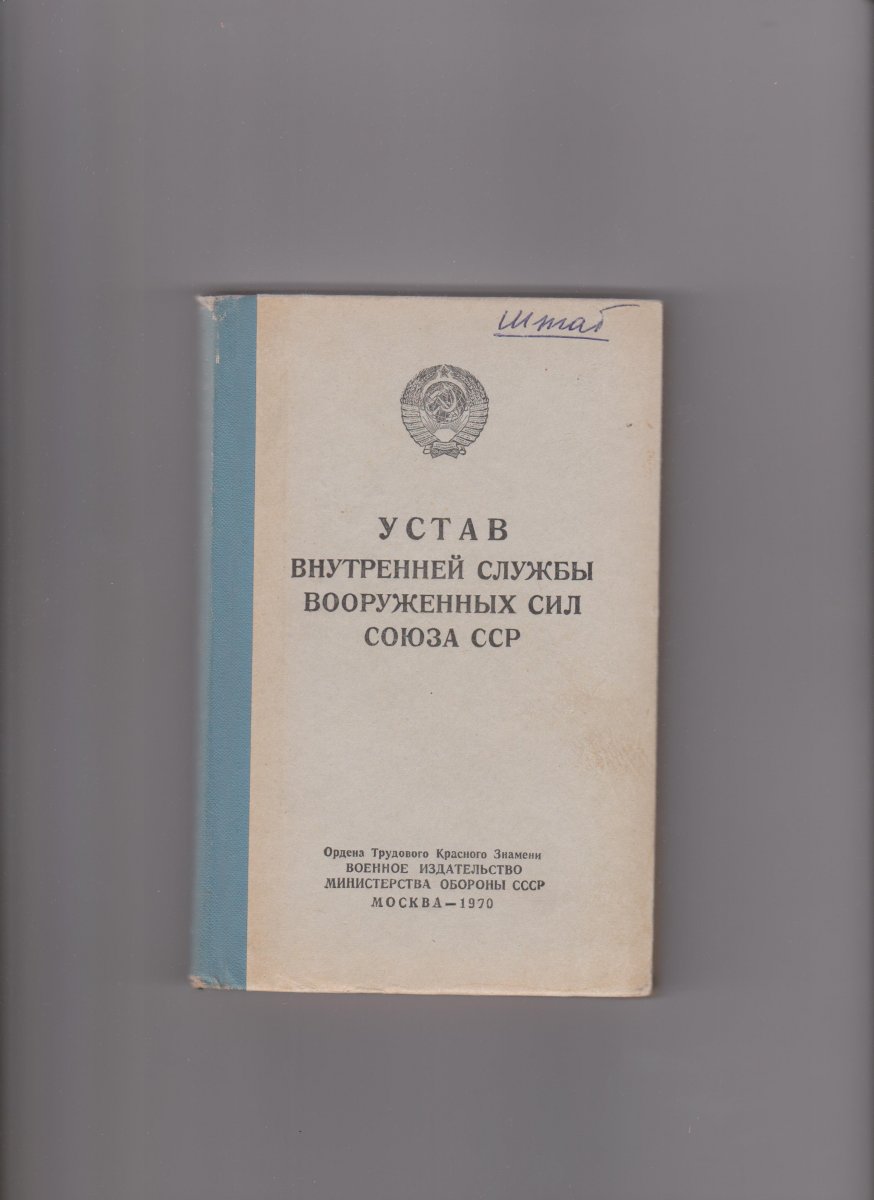 штаб
УСТАВ
ВНУТРЕННЕЙ СЛУЖБЫ
ВООРУЖЕННЫХ СИЛ
СОЮЗА ССР
Ордена Трудового Красного Знамени
ВОЕННОЕ ИЗДАТЕЛЬСТВО
МИНИСТЕРСТВА ОБОРОНЫ СССР
МОСКВА—1970